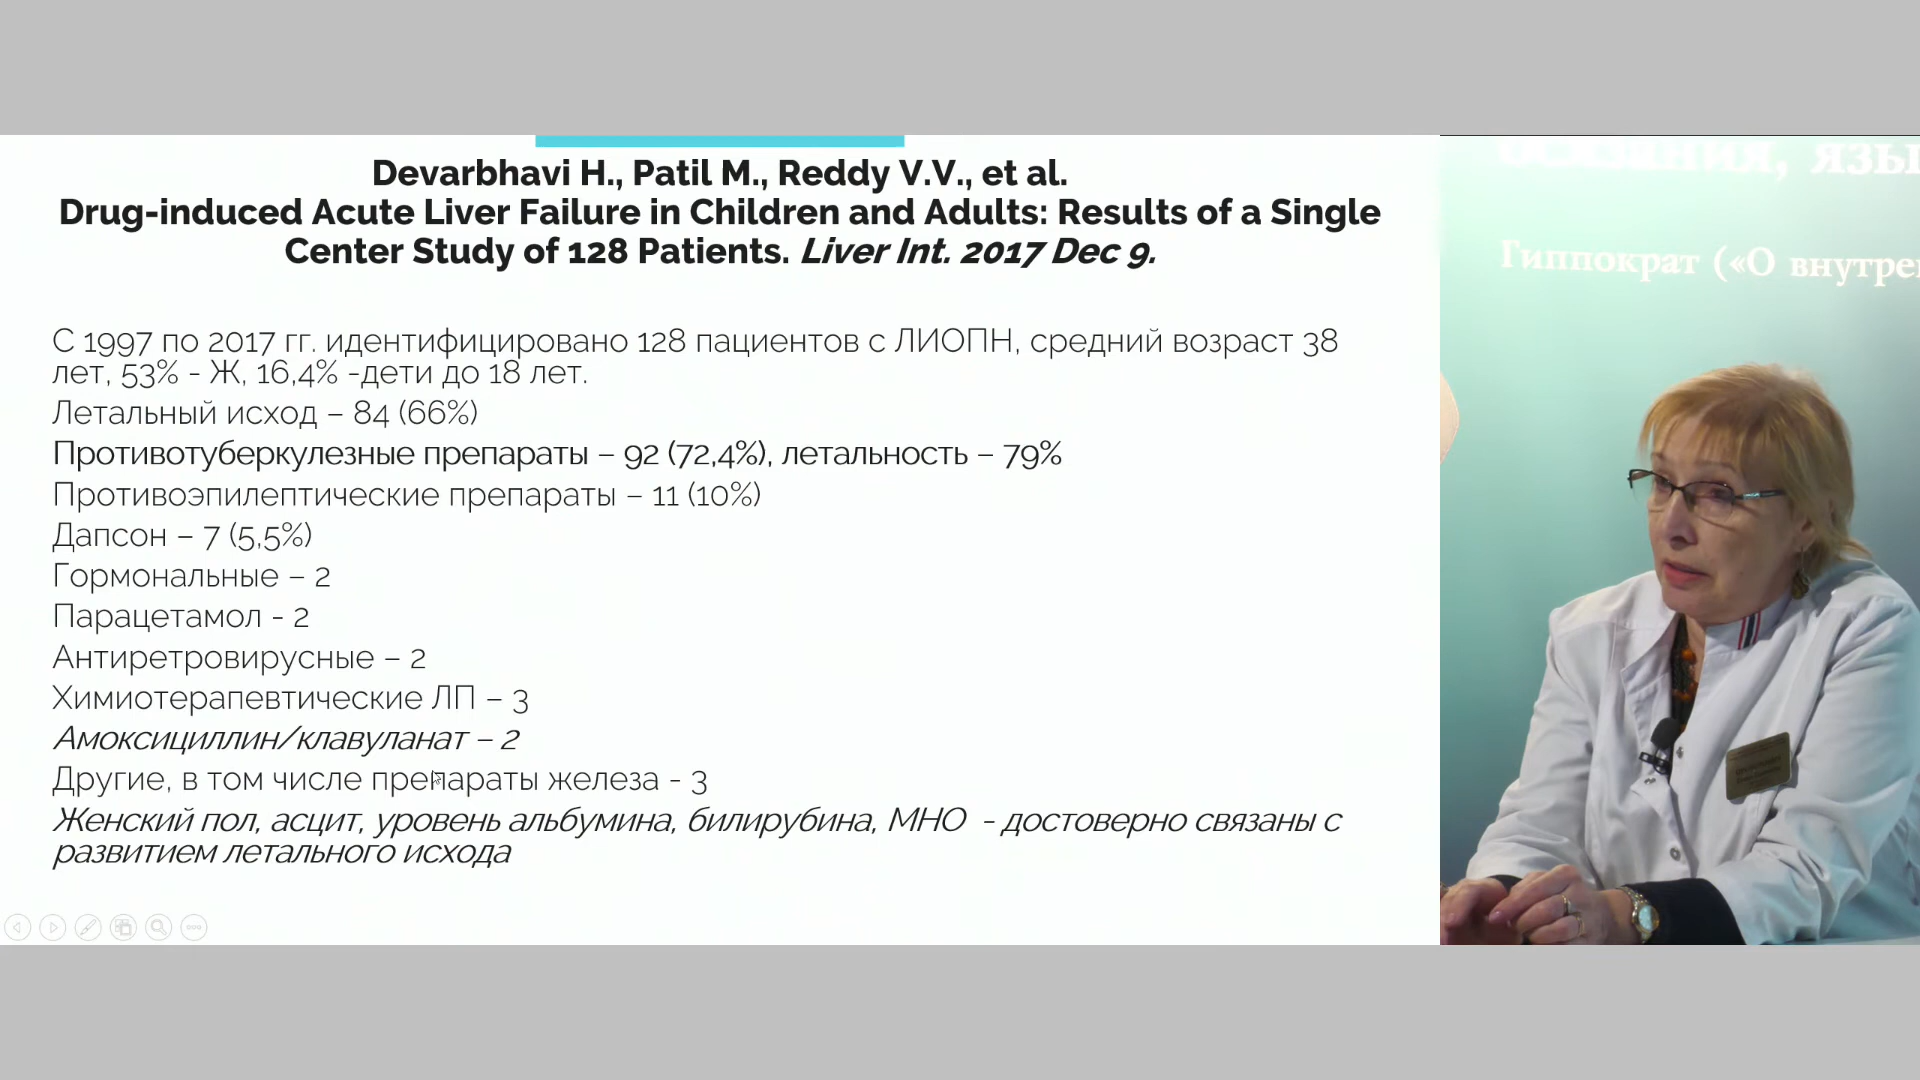 Devarbhavi H., Patil M., Reddy V.V., et al.
Drug-induced Acute Liver Failure in Children and Adults: Results of a Single
Center Study of 128 Patients. Liver Int. 2017 Dec 9.
С 1997 по 2017 гг. идентифицировано 128 пациентов с ЛИОПН, средний возраст 38
лет, 53% - Ж, 16,4% -дети до 18 лет.
Летальный исход – 84 (66%)
Противотуберкулезные препараты – 92 (72,4%), летальность – 79%
Противоэпилептические препараты – 11 (10%)
Дапсон – 7 (5,5%)
Гормональные – 2
Парацетамол - 2
Антиретровирусные – 2
Химиотерапевтические ЛП – 3
Амоксициллин/клавуланат – 2
Другие, в том числе препараты железа - 3
Женский пол, асцит, уровень альбумина, билирубина, МНО - достоверно связаны с
развитием летального исхода
Гиппократ («О